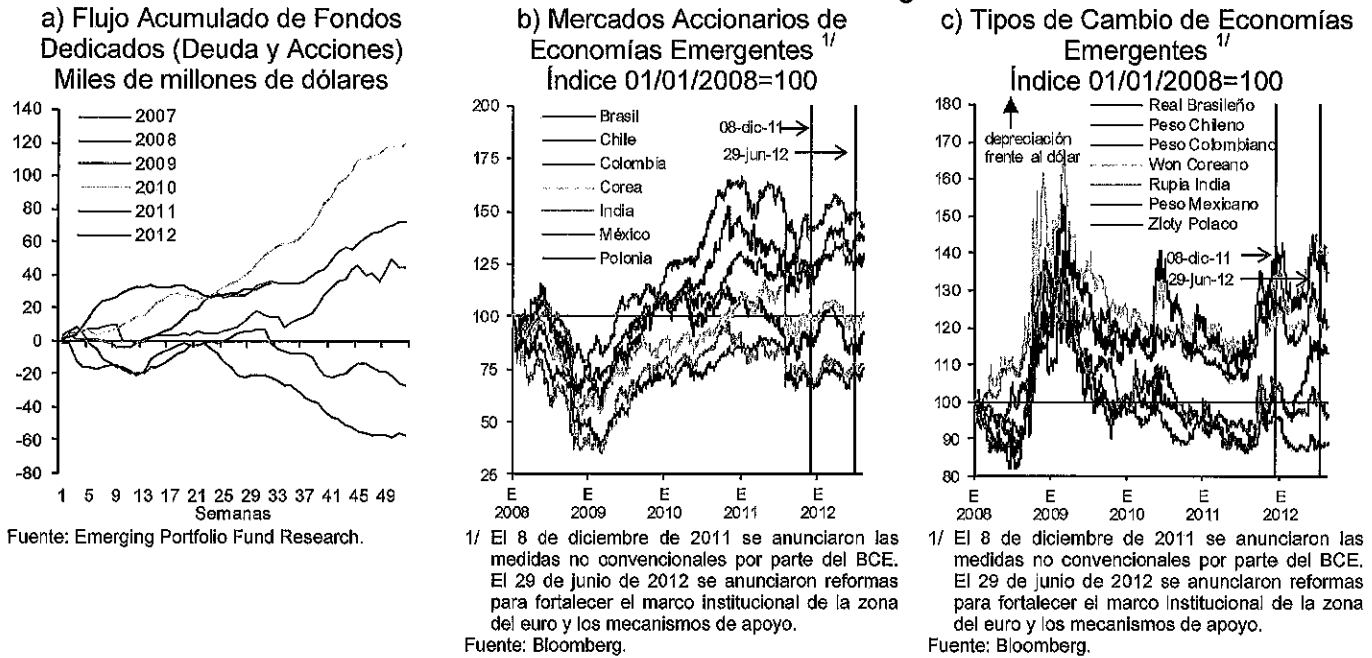 a) Flujo Acumulado de Fondos
Dedicados (Deuda y Acciones)
Miles de millones de dólares
140
120
100
80
60
40
20
0
-20
-40
-60
-80
2007
2008
2009
2010
2011
2012
1 5 9 13 17 21 25 29 33 37 41 45 49
Semanas
Fuente: Emerging Portfolio Fund Research.
b) Mercados Accionarios de
Economías Emergentes 1/
Índice 01/01/2008=100
200
175
150
125
100
75
50
25
Brasil
Chile
Colombia
Corea
India
México
Polonia
08-dic-11
29-jun-12
E E E E E
2008 2009 2010 2011 2012
1/ El 8 de diciembre de 2011 se anunciaron las
medidas no convencionales por parte del BCE.
El 29 de junio de 2012 se anunciaron reformas
para fortalecer el marco institucional de la zona
del euro y los mecanismos de apoyo.
Fuente: Bloomberg.
c) Tipos de Cambio de Economías
Emergentes 1/
Índice 01/01/2008=100
180
170
160
150
140
130
120
110
100
90
80
depreciación
frente al dólar
Real Brasileño
Peso Chileno
Peso Colombiano
Won Coreano
Rupia India
Peso Mexicano
Zloty Polaco
08-dic-11
29-jun-12
E E E E E
2008 2009 2010 2011 2012
1/ El 8 de diciembre de 2011 se anunciaron las
medidas no convencionales por parte del BCE.
El 29 de junio de 2012 se anunciaron reformas
para fortalecer el marco institucional de la zona
del euro y los mecanismos de apoyo.
Fuente: Bloomberg.